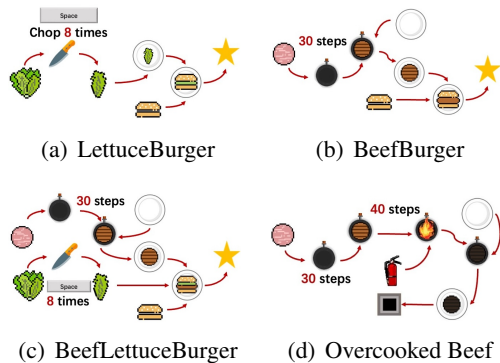 Space
Chop 8 times
(a) LettuceBurger
30 steps
(b) BeefBurger
30 steps
Space
8 times
(c) BeefLettuceBurger
40 steps
30 steps
(d) Overcooked Beef